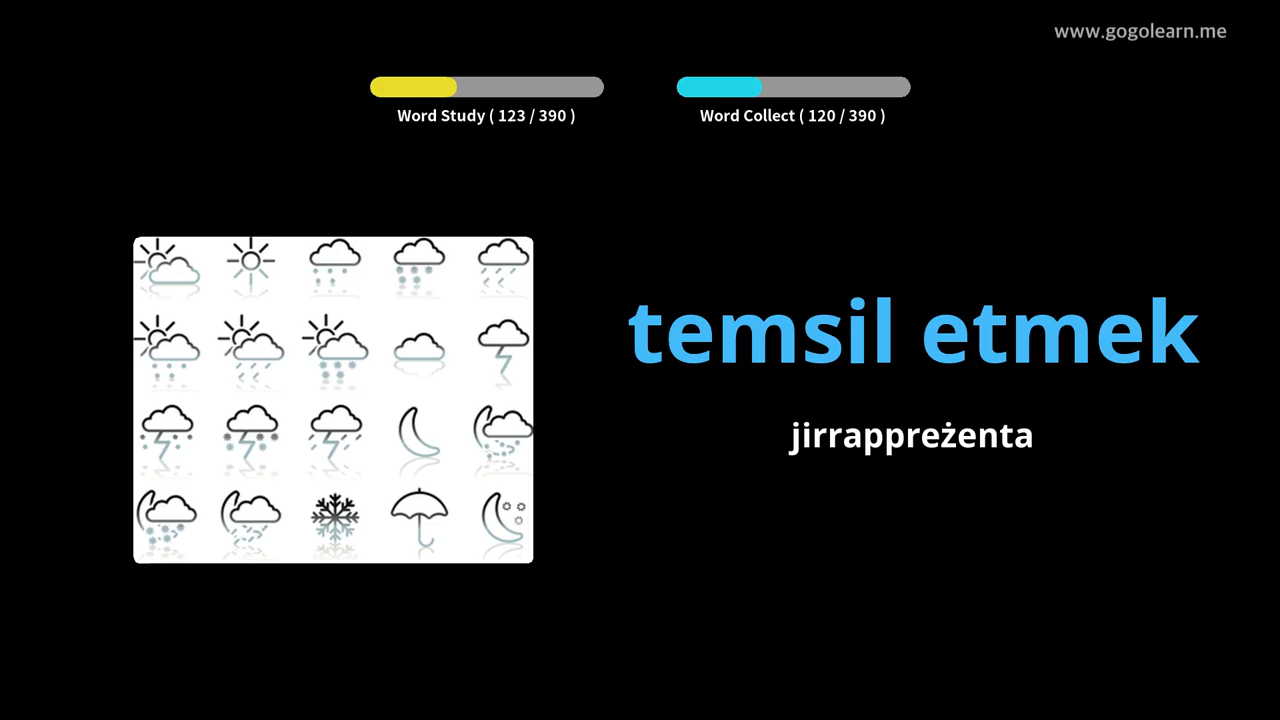 www.gogolearn.me
Word Study ( 123 / 390 )
Word Collect ( 120 / 390 )
temsil etmek
jirrappreżenta